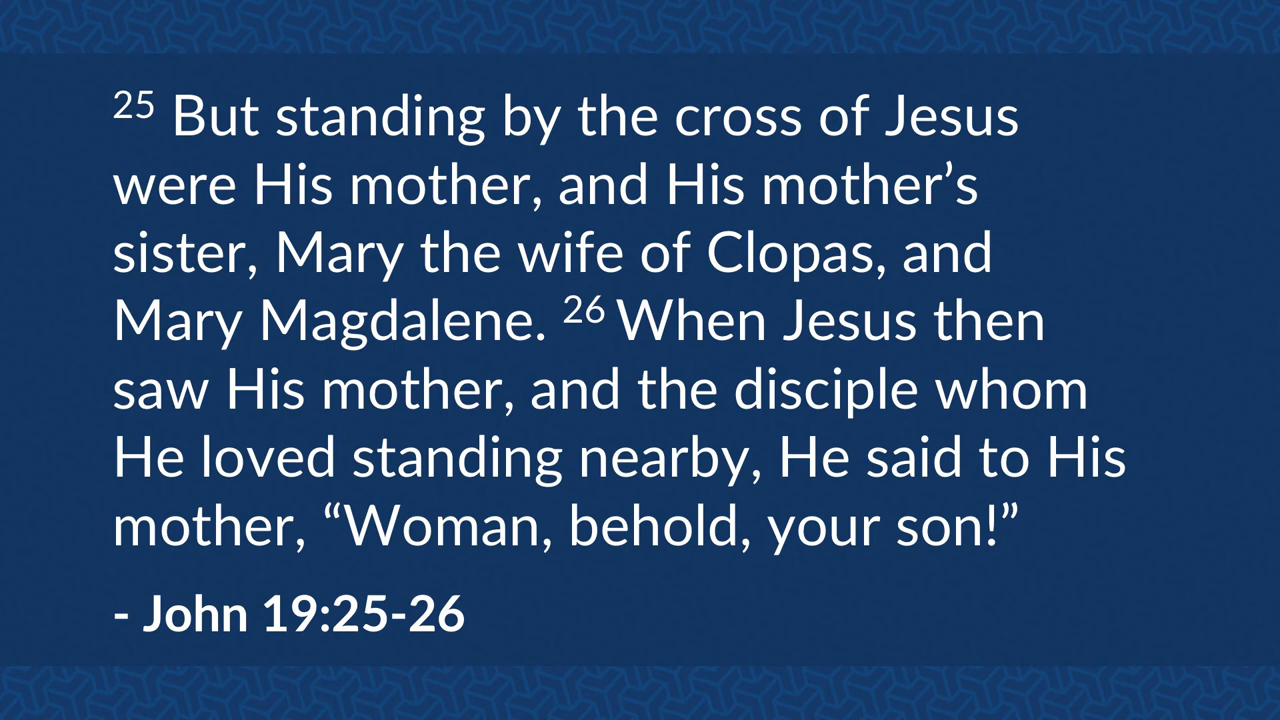 25 But standing by the cross of Jesus
were His mother, and His mother’s
sister, Mary the wife of Clopas, and
Mary Magdalene. 26 When Jesus then
saw His mother, and the disciple whom
He loved standing nearby, He said to His
mother, “Woman, behold, your son!”
- John 19:25-26